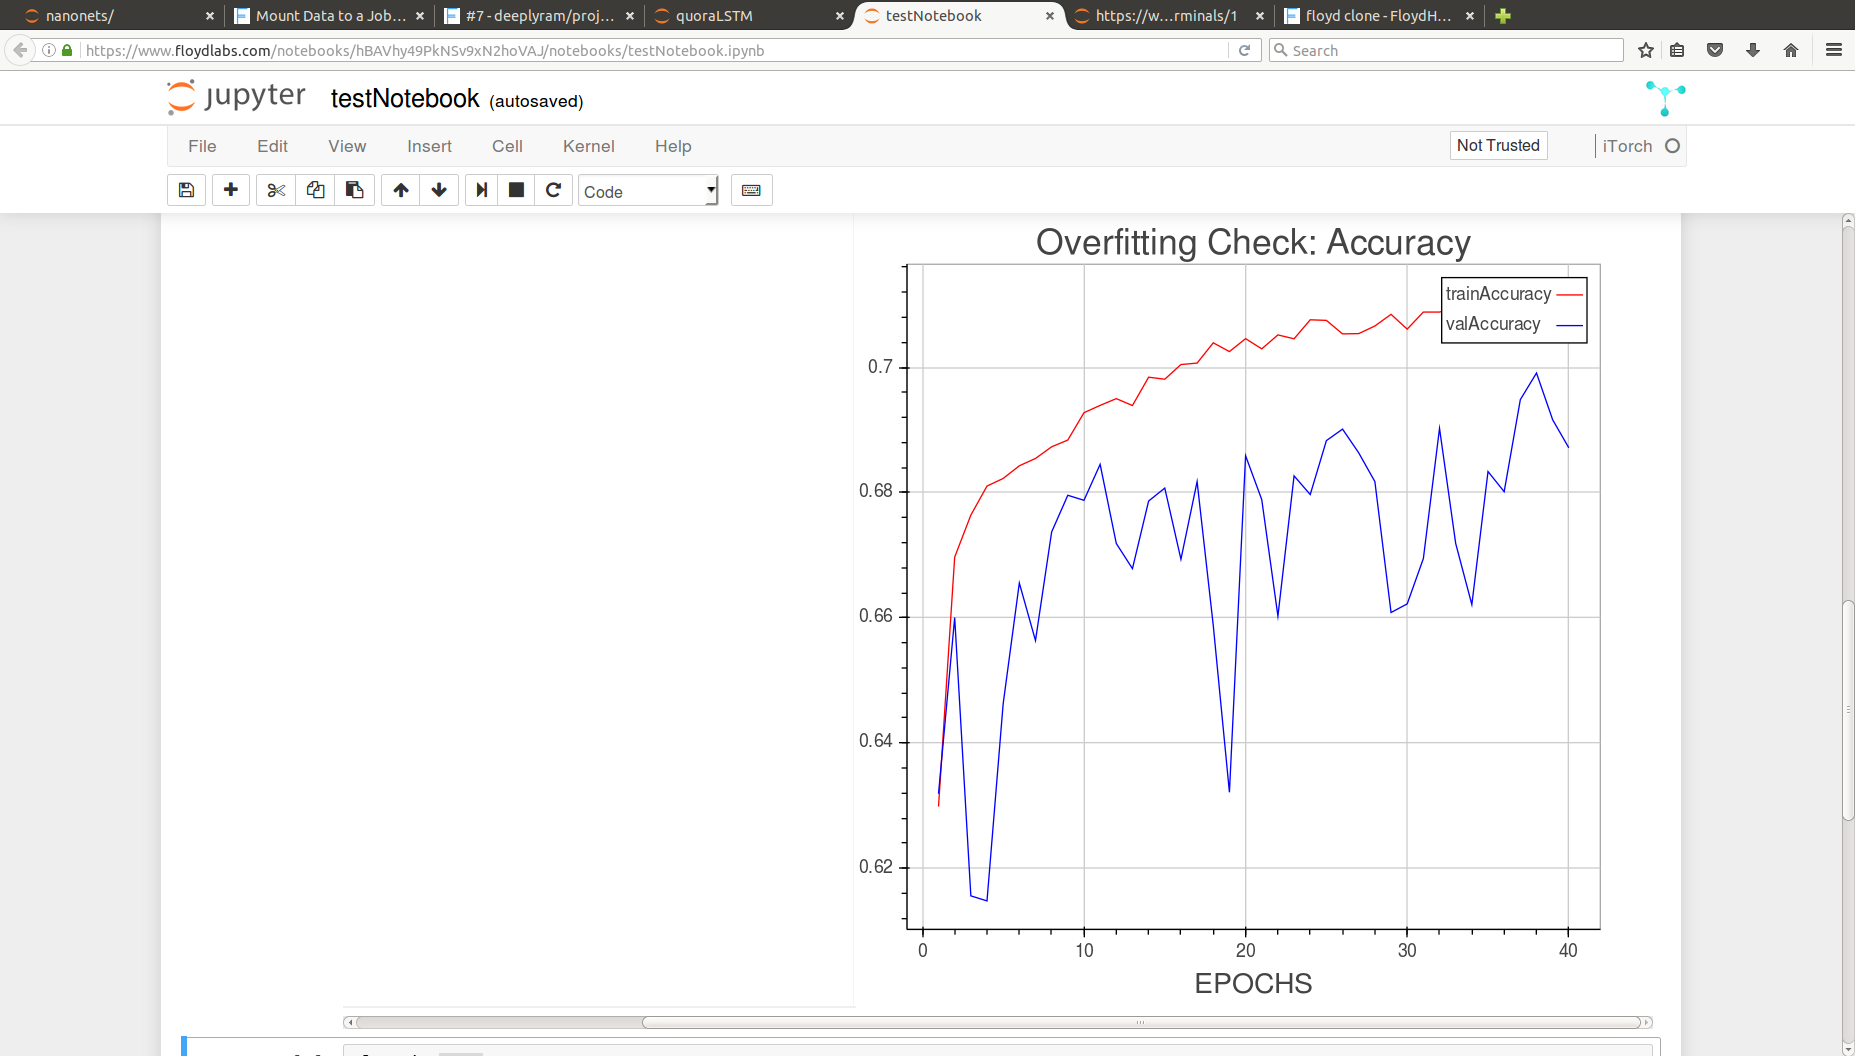 nanonets/
Mount Data to a Job...
#7 - deeplyram/proj...
quoraLSTM
testNotebook
https://w...rminals/1
floyd clone - FloydH...
https://www.floydlabs.com/notebooks/hBAVhy49PkNSv9xN2hoVAJ/notebooks/testNotebook.ipynb
Search
jupyter testNotebook (autosaved)
File Edit View Insert Cell Kernel Help Not Trusted iTorch
Code
Overfitting Check: Accuracy
trainAccuracy
valAccuracy
0.7
0.68
0.66
0.64
0.62
0 10 20 30 40
EPOCHS